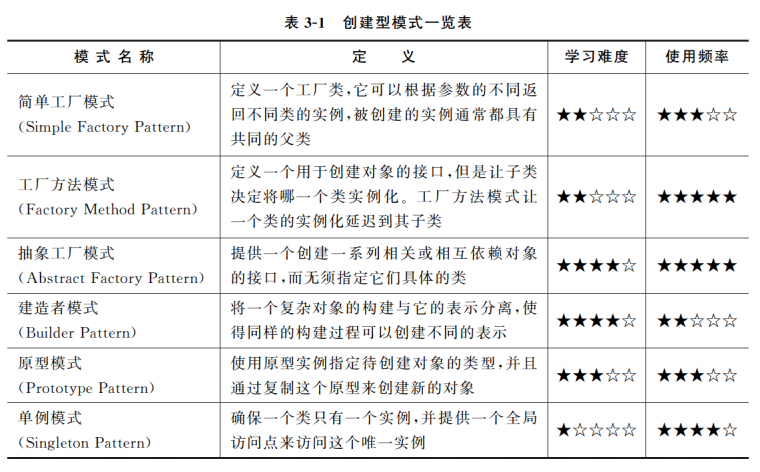 表 3-1 创建型模式一览表
模 式 名 称 定 义 学习难度 使用频率
简单工厂模式
（Simple Factory Pattern）
定义一个工厂类，它可以根据参数的不同返
回不同类的实例，被创建的实例通常都具有
共同的父类
★★☆☆☆ ★★★☆☆
工厂方法模式
（Factory Method Pattern）
定义一个用于创建对象的接口，但是让子类
决定将哪一个类实例化。工厂方法模式让
一个类的实例化延迟到其子类
★★☆☆☆ ★★★★★
抽象工厂模式
（Abstract Factory Pattern）
提供一个创建一系列相关或相互依赖对象
的接口，而无须指定它们具体的类
★★★★☆ ★★★★★
建造者模式
（Builder Pattern）
将一个复杂对象的构建与它的表示分离，使
得同样的构建过程可以创建不同的表示
★★★★☆ ★★☆☆☆
原型模式
（Prototype Pattern）
使用原型实例指定待创建对象的类型，并且
通过复制这个原型来创建新的对象
★★★☆☆ ★★★☆☆
单例模式
（Singleton Pattern）
确保一个类只有一个实例，并提供一个全局
访问点来访问这个唯一实例
★☆☆☆☆ ★★★★☆